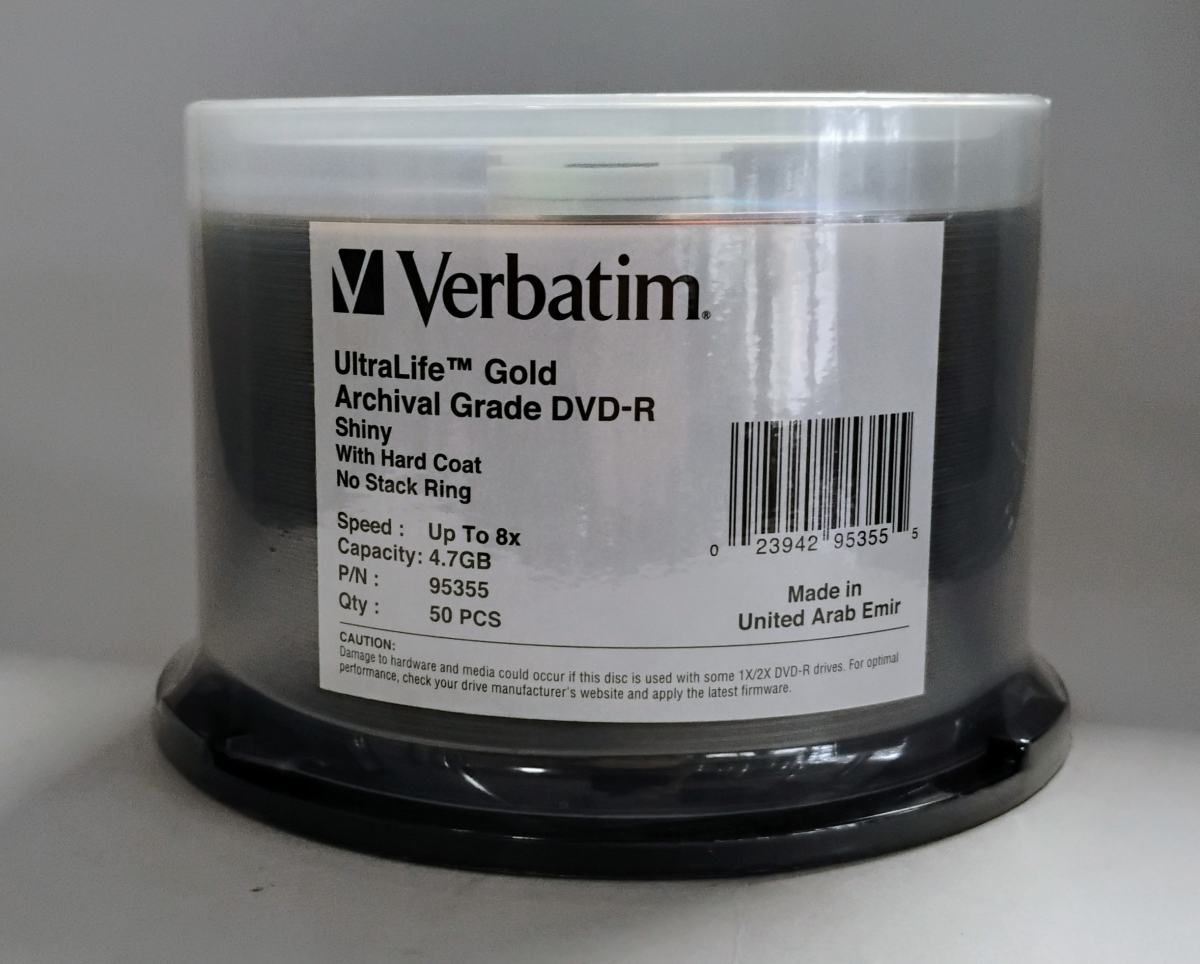 Verbatim®
UltraLife™ Gold
Archival Grade DVD-R
Shiny
With Hard Coat
No Stack Ring
Speed : Up To 8x
Capacity: 4.7GB
P/N : 95355
Qty : 50 PCS
0 23942 95355 5
Made in
United Arab Emir
CAUTION:
Damage to hardware and media could occur if this disc is used with some 1X/2X DVD-R drives. For optimal
performance, check your drive manufacturer's website and apply the latest firmware.